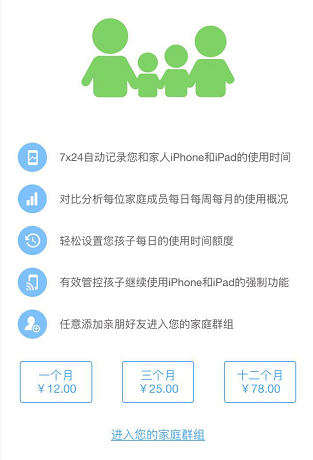 7x24自动记录您和家人iPhone和iPad的使用时间
对比分析每位家庭成员每日每周每月的使用概况
轻松设置您孩子每日的使用时间额度
有效管控孩子继续使用iPhone和iPad的强制功能
任意添加亲朋好友进入您的家庭群组
一个月 三个月 十二个月
￥12.00 ￥25.00 ￥78.00
进入您的家庭群组